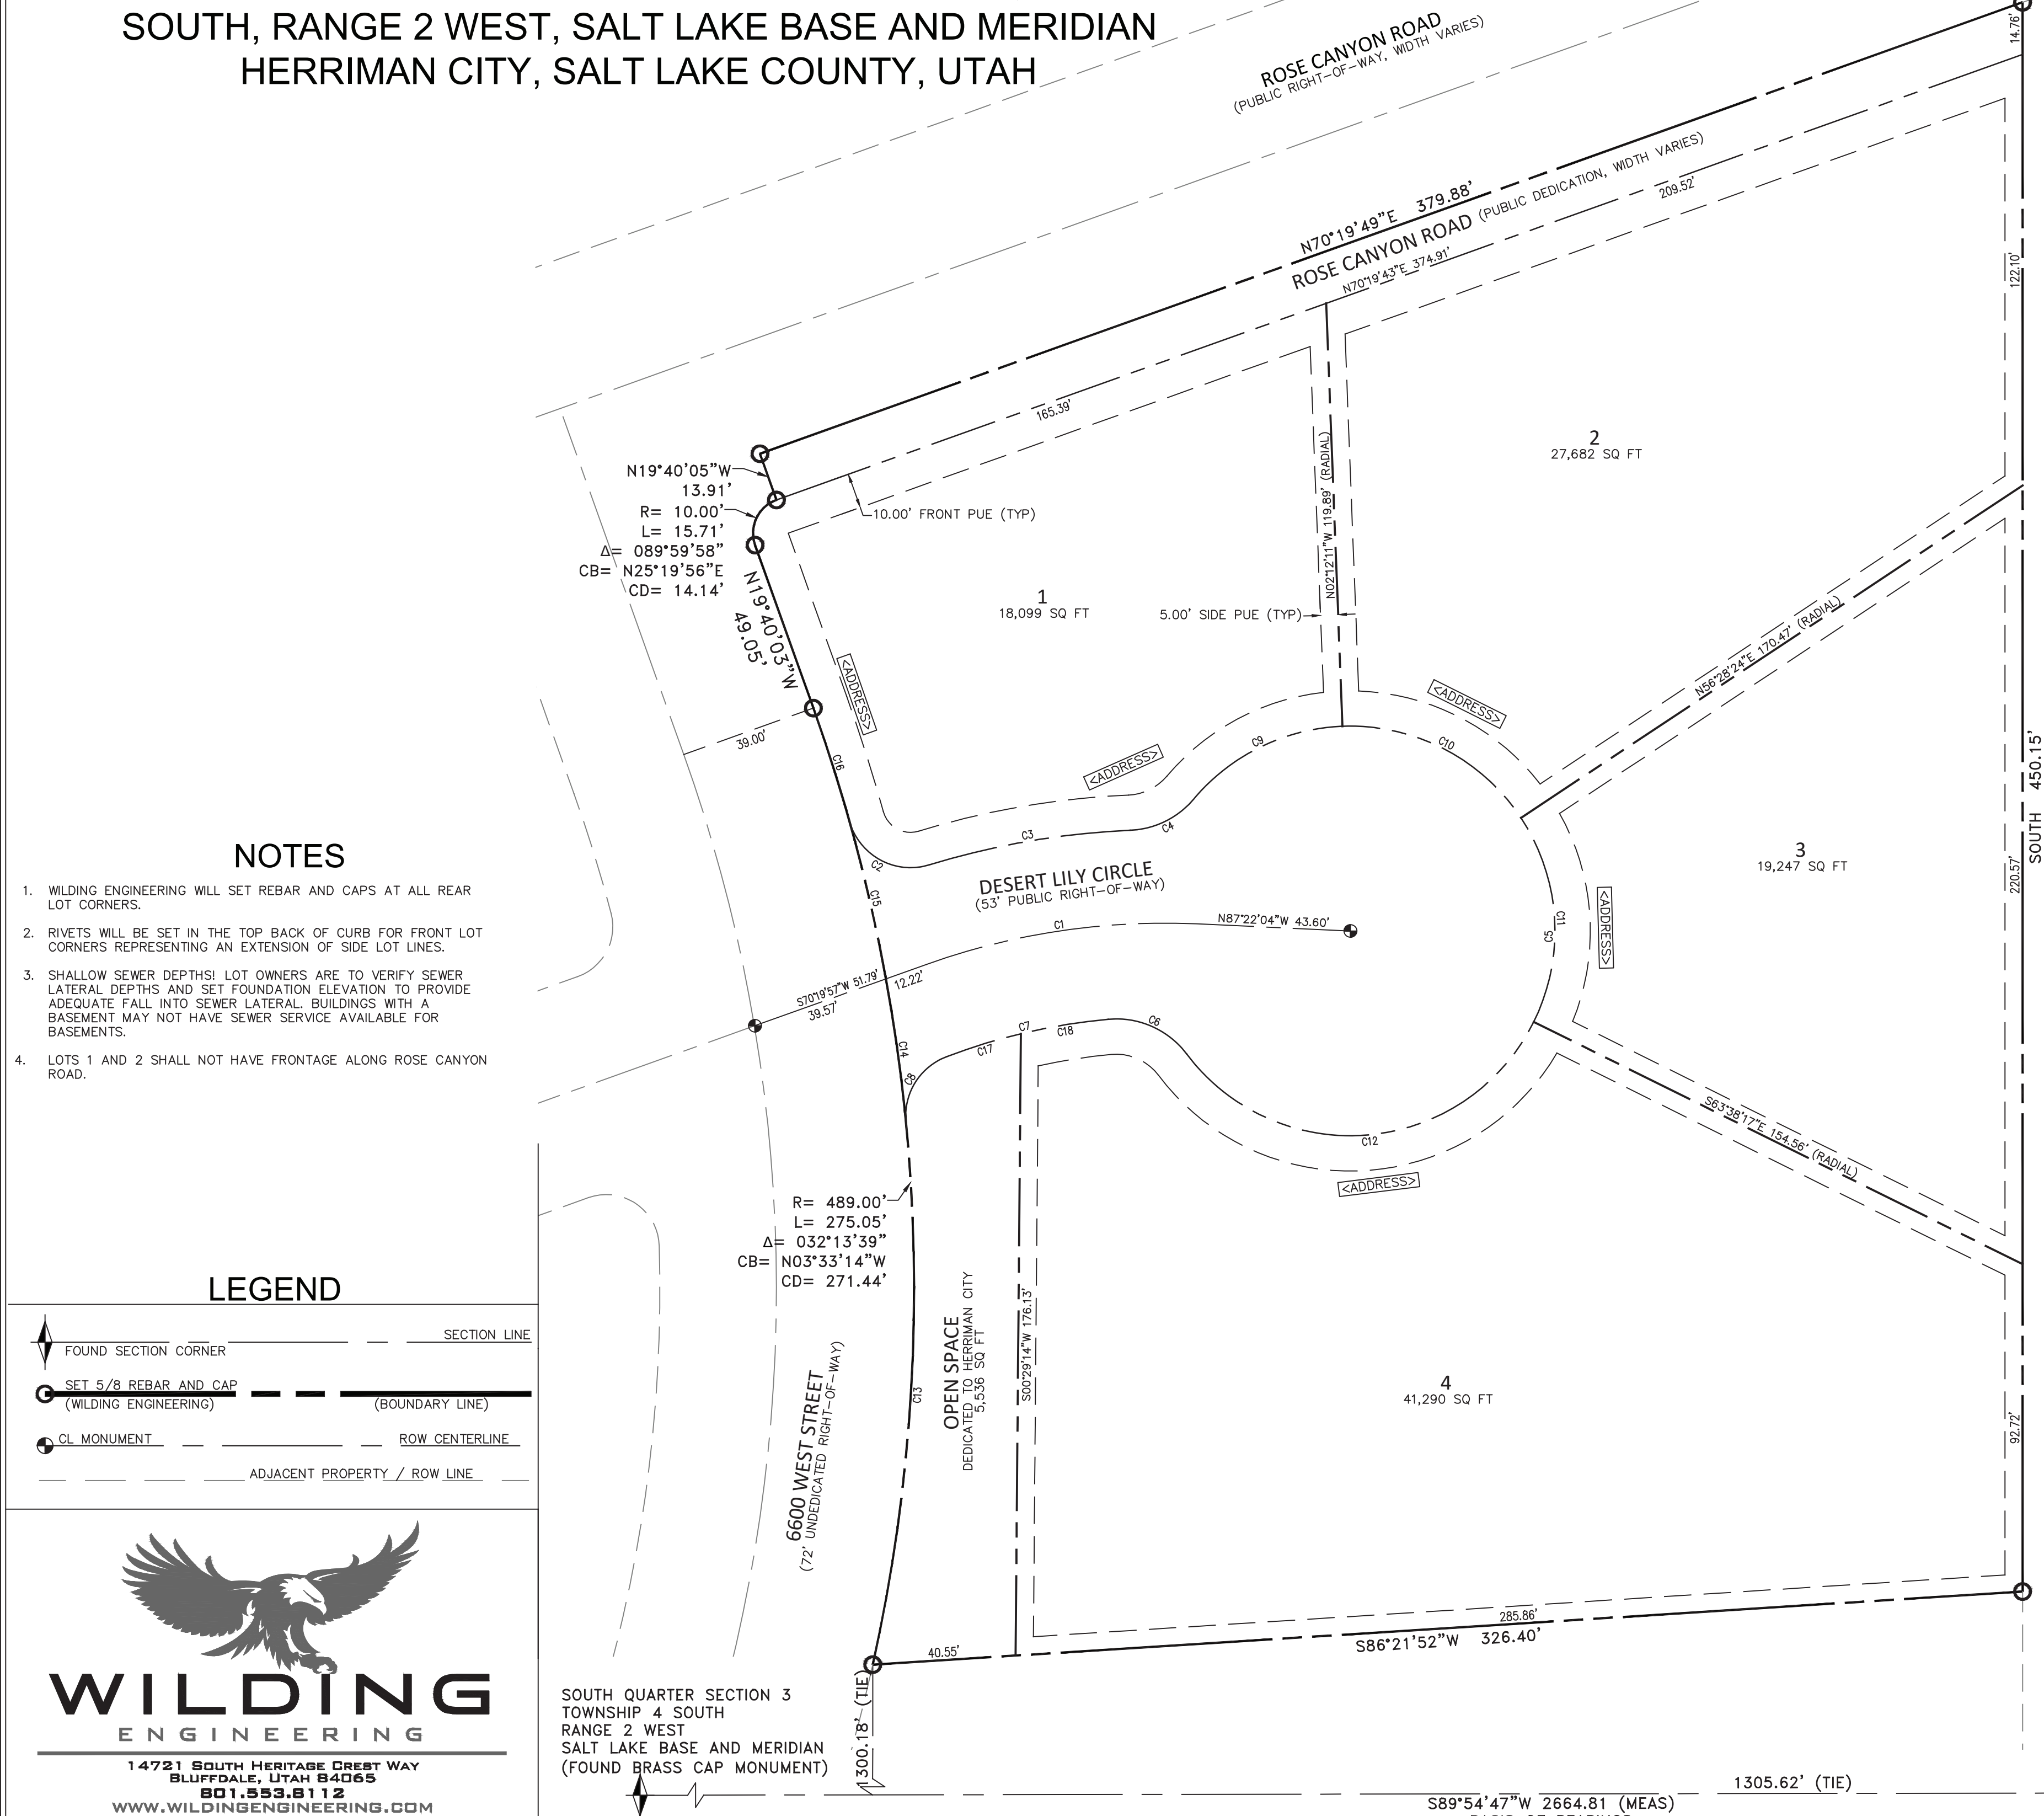 SOUTH, RANGE 2 WEST, SALT LAKE BASE AND MERIDIAN
HERRIMAN CITY, SALT LAKE COUNTY, UTAH
ROSE CANYON ROAD
(PUBLIC RIGHT-OF-WAY, WIDTH VARIES)
14.76'
N70°19'49"E 379.88'
ROSE CANYON ROAD (PUBLIC DEDICATION, WIDTH VARIES)
N70°19'43"E 374.91'
209.52'
122.10'
165.39'
N19°40'05"W
13.91'
R= 10.00'
L= 15.71'
Δ= 089°59'58"
CB= N25°19'56"E
CD= 14.14'
10.00' FRONT PUE (TYP)
N19°40'03"W
49.05'
1
18,099 SQ FT
5.00' SIDE PUE (TYP)
N02°12'11"W 119.89' (RADIAL)
2
27,682 SQ FT
N56°28'24"E 170.47' (RADIAL)
<ADDRESS>
<ADDRESS>
<ADDRESS>
39.00'
C16
C9
C10
C2
C3
C4
C15
DESERT LILY CIRCLE
(53' PUBLIC RIGHT-OF-WAY)
C1
N87°22'04"W 43.60'
C5
C11
<ADDRESS>
3
19,247 SQ FT
220.57'
SOUTH 450.15'
S70°19'57"W 51.79'
39.57'
12.22'
C14
C8
C17
C7
C18
C6
C12
<ADDRESS>
S63°38'17"E 154.56' (RADIAL)
R= 489.00'
L= 275.05'
Δ= 032°13'39"
CB= N03°33'14"W
CD= 271.44'
C13
OPEN SPACE
DEDICATED TO HERRIMAN CITY
5,536 SQ FT
S00°29'14"W 176.13'
4
41,290 SQ FT
92.72'
6600 WEST STREET
(72' UNDEDICATED RIGHT-OF-WAY)
285.86'
S86°21'52"W 326.40'
40.55'
1300.18' (TIE)
SOUTH QUARTER SECTION 3
TOWNSHIP 4 SOUTH
RANGE 2 WEST
SALT LAKE BASE AND MERIDIAN
(FOUND BRASS CAP MONUMENT)
1305.62' (TIE)
S89°54'47"W 2664.81 (MEAS)
BASIS OF BEARINGS
NOTES
1. WILDING ENGINEERING WILL SET REBAR AND CAPS AT ALL REAR
LOT CORNERS.
2. RIVETS WILL BE SET IN THE TOP BACK OF CURB FOR FRONT LOT
CORNERS REPRESENTING AN EXTENSION OF SIDE LOT LINES.
3. SHALLOW SEWER DEPTHS! LOT OWNERS ARE TO VERIFY SEWER
LATERAL DEPTHS AND SET FOUNDATION ELEVATION TO PROVIDE
ADEQUATE FALL INTO SEWER LATERAL. BUILDINGS WITH A
BASEMENT MAY NOT HAVE SEWER SERVICE AVAILABLE FOR
BASEMENTS.
4. LOTS 1 AND 2 SHALL NOT HAVE FRONTAGE ALONG ROSE CANYON
ROAD.
LEGEND
SECTION LINE
FOUND SECTION CORNER
SET 5/8 REBAR AND CAP
(WILDING ENGINEERING)
(BOUNDARY LINE)
CL MONUMENT
ROW CENTERLINE
ADJACENT PROPERTY / ROW LINE
WILDING
ENGINEERING
14721 SOUTH HERITAGE CREST WAY
BLUFFDALE, UTAH 84065
801.553.8112
WWW.WILDINGENGINEERING.COM